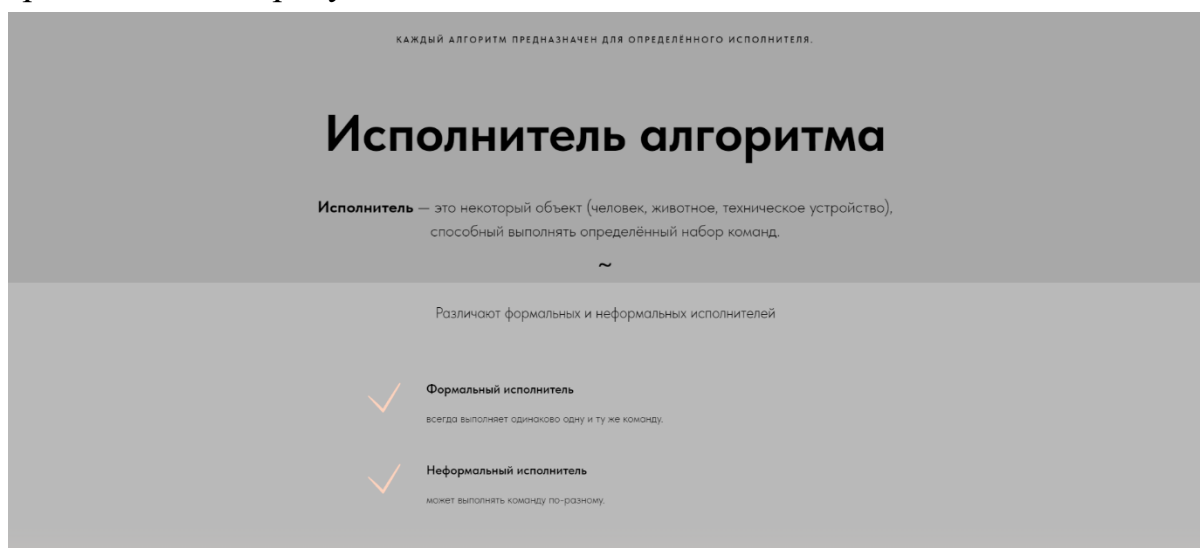 КАЖДЫЙ АЛГОРИТМ ПРЕДНАЗНАЧЕН ДЛЯ ОПРЕДЕЛЁННОГО ИСПОЛНИТЕЛЯ.
Исполнитель алгоритма
Исполнитель — это некоторый объект (человек, животное, техническое устройство),
способный выполнять определённый набор команд.
~
Различают формальных и неформальных исполнителей
Формальный исполнитель
всегда выполняет одинаково одну и ту же команду.
Неформальный исполнитель
может выполнять команду по-разному.